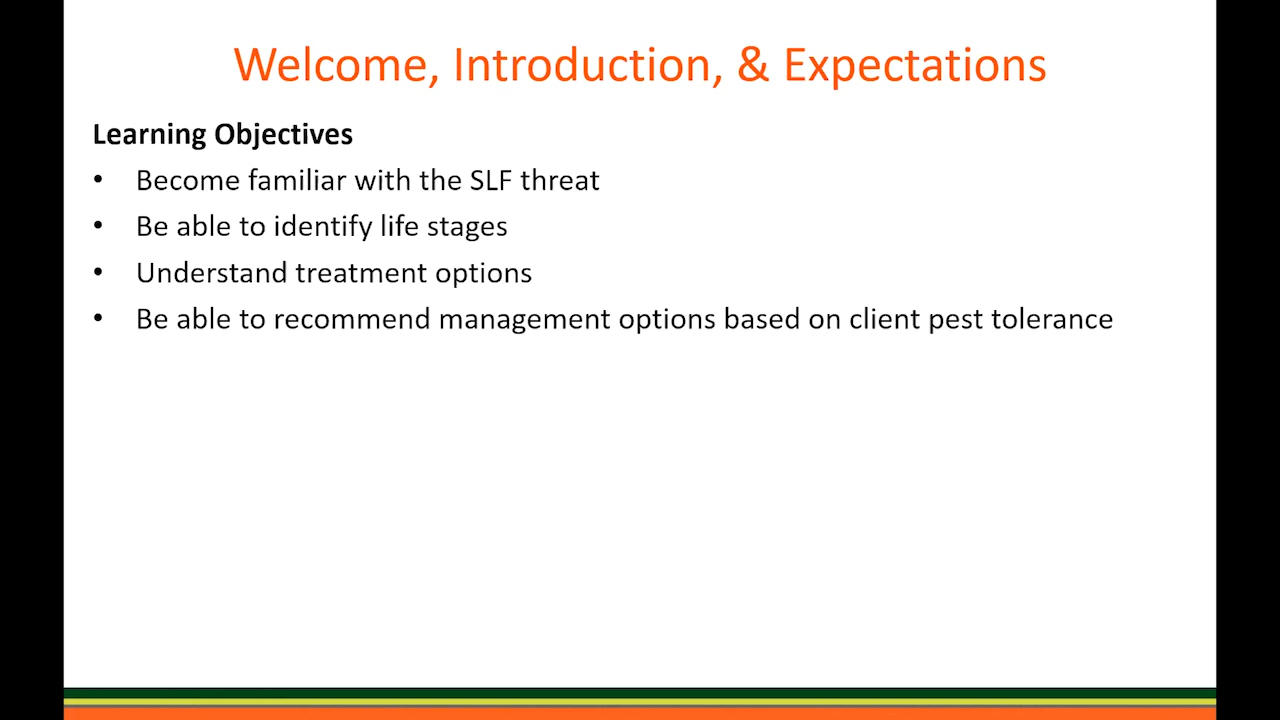 Welcome, Introduction, & Expectations
Learning Objectives
• Become familiar with the SLF threat
• Be able to identify life stages
• Understand treatment options
• Be able to recommend management options based on client pest tolerance